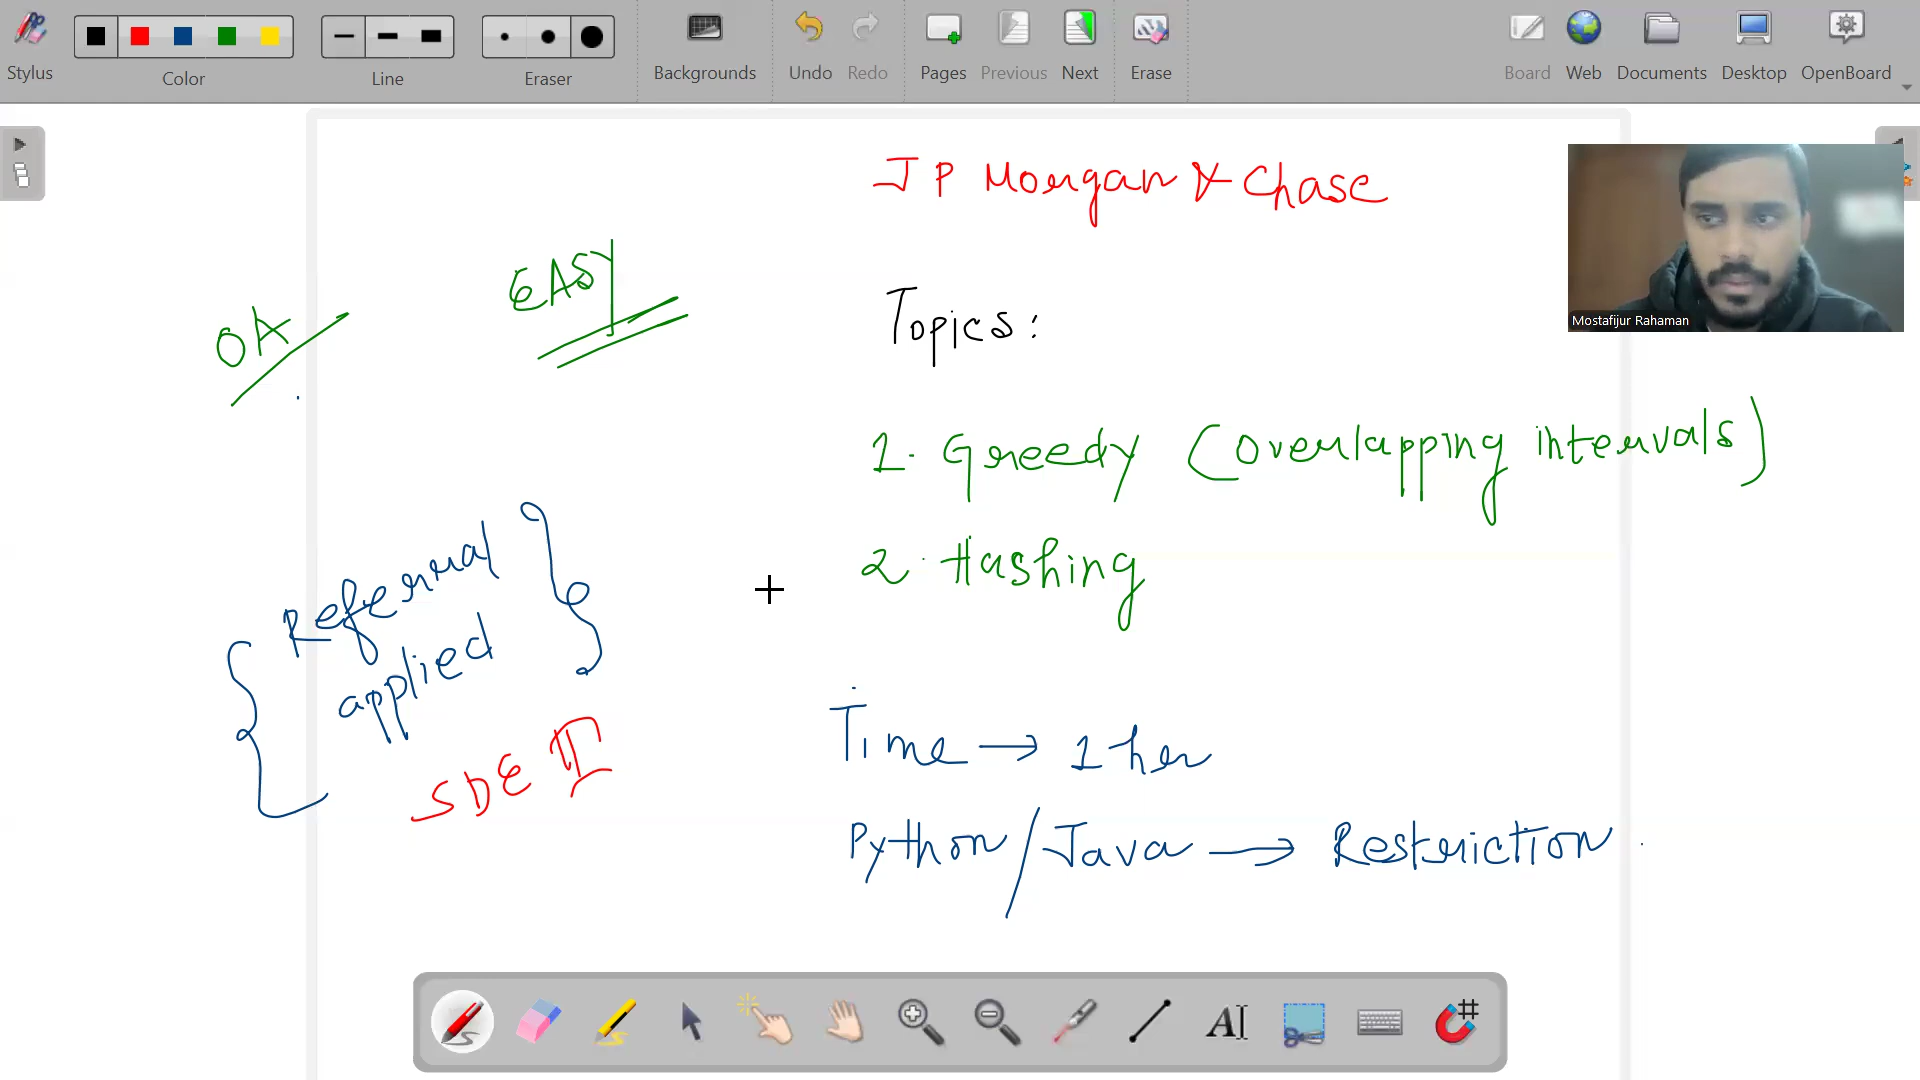 Stylus
Color
Line
Eraser
Backgrounds
Undo
Redo
Pages
Previous
Next
Erase
Board
Web
Documents
Desktop
OpenBoard
JP Morgan & Chase
Mostafijur Rahaman
EASY
OA
Topics:
1. Greedy (overlapping intervals)
2. Hashing
{ Referral }
applied
SDE II
Time → 1 hr
Python/Java → Restriction.
AI